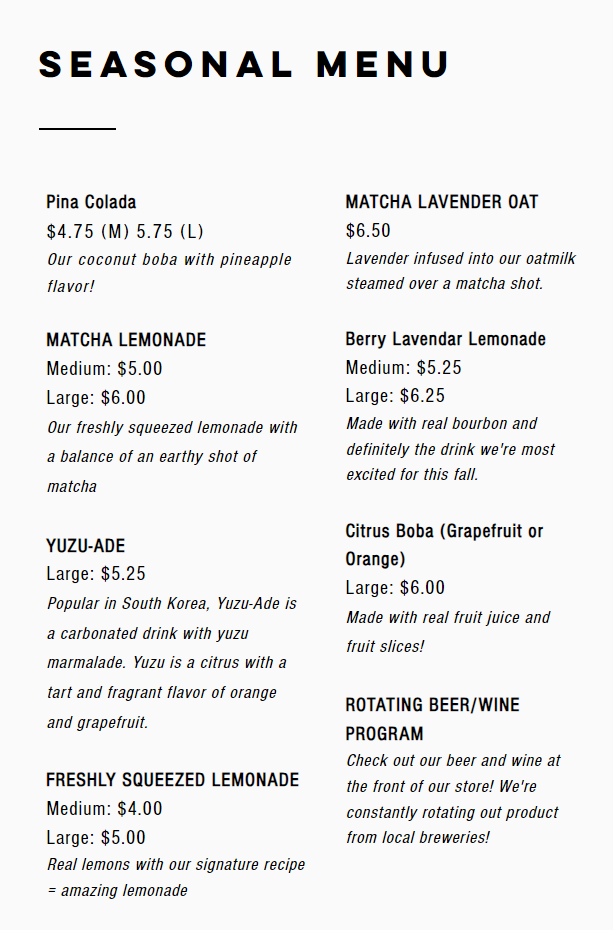 SEASONAL MENU
Pina Colada
$4.75 (M) 5.75 (L)
Our coconut boba with pineapple
flavor!
MATCHA LEMONADE
Medium: $5.00
Large: $6.00
Our freshly squeezed lemonade with
a balance of an earthy shot of
matcha
YUZU-ADE
Large: $5.25
Popular in South Korea, Yuzu-Ade is
a carbonated drink with yuzu
marmalade. Yuzu is a citrus with a
tart and fragrant flavor of orange
and grapefruit.
FRESHLY SQUEEZED LEMONADE
Medium: $4.00
Large: $5.00
Real lemons with our signature recipe
= amazing lemonade
MATCHA LAVENDER OAT
$6.50
Lavender infused into our oatmilk
steamed over a matcha shot.
Berry Lavendar Lemonade
Medium: $5.25
Large: $6.25
Made with real bourbon and
definitely the drink we're most
excited for this fall.
Citrus Boba (Grapefruit or
Orange)
Large: $6.00
Made with real fruit juice and
fruit slices!
ROTATING BEER/WINE
PROGRAM
Check out our beer and wine at
the front of our store! We're
constantly rotating out product
from local breweries!